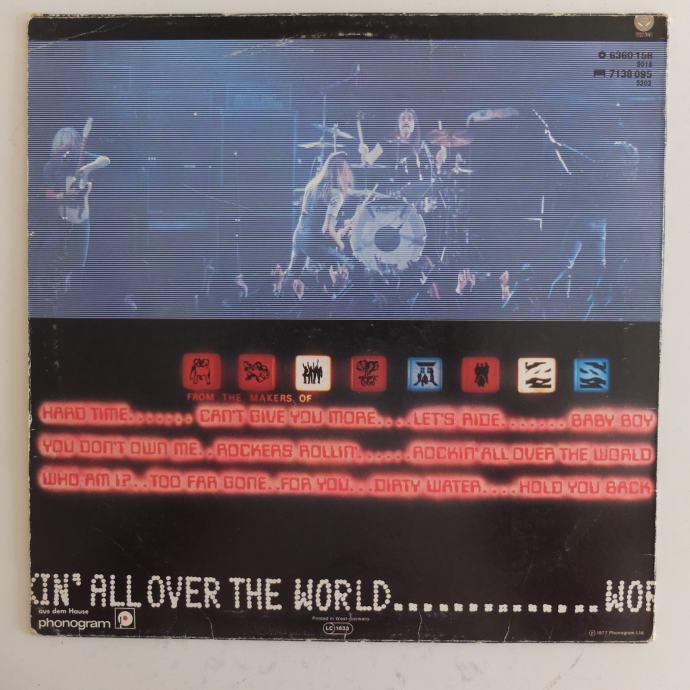 6360 156
9018
7138 095
5202
FROM THE MAKERS OF
HARD TIME....... CAN'T GIVE YOU MORE....LET'S RIDE....... BABY BOY
YOU DON'T OWN ME..ROCKERS ROLLIN'......ROCKIN' ALL OVER THE WORLD
WHO AM I?..TOO FAR GONE..FOR YOU...DIRTY WATER....HOLD YOU BACK
KIN' ALL OVER THE WORLD...............WOR
aus dem Hause
phonogram
Printed in West-Germany
LC 1633
℗ 1977 Phonogram Ltd.